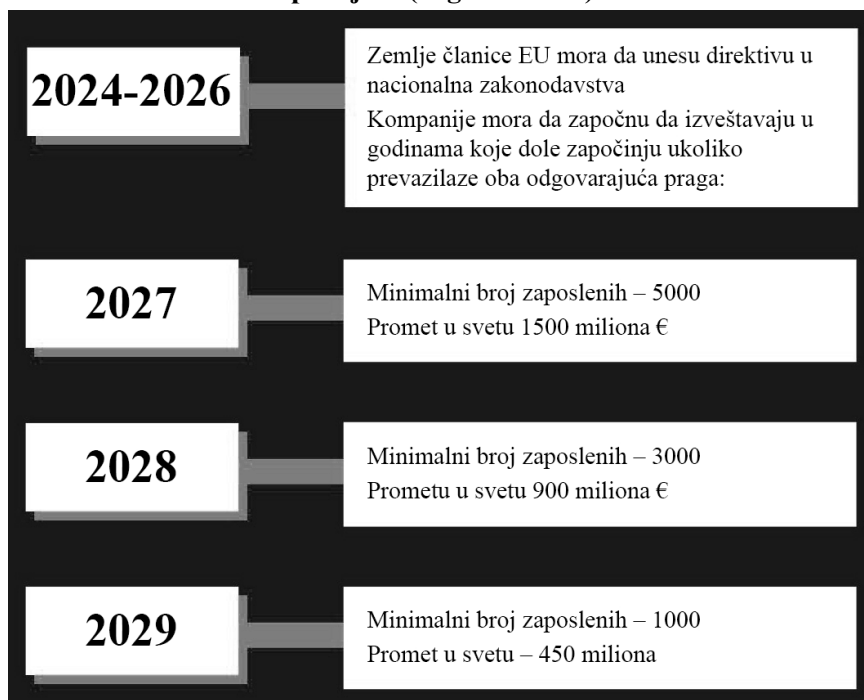 2024-2026
Zemlje članice EU mora da unesu direktivu u
nacionalna zakonodavstva
Kompanije mora da započnu da izveštavaju u
godinama koje dole započinju ukoliko
prevazilaze oba odgovarajuća praga:
2027
Minimalni broj zaposlenih – 5000
Promet u svetu 1500 miliona €
2028
Minimalni broj zaposlenih – 3000
Prometu u svetu 900 miliona €
2029
Minimalni broj zaposlenih – 1000
Promet u svetu – 450 miliona